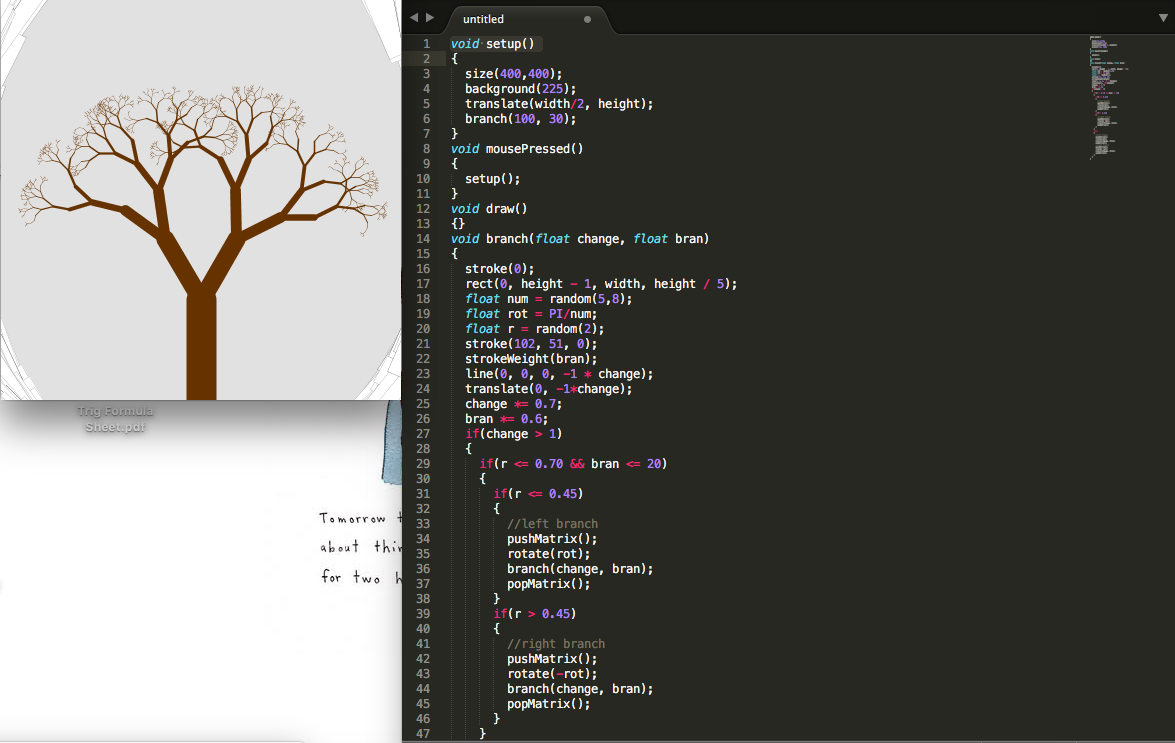 untitled
1 void setup()
2 {
3   size(400,400);
4   background(225);
5   translate(width/2, height);
6   branch(100, 30);
7 }
8 void mousePressed()
9 {
10   setup();
11 }
12 void draw()
13 {}
14 void branch(float change, float bran)
15 {
16   stroke(0);
17   rect(0, height - 1, width, height / 5);
18   float num = random(5,8);
19   float rot = PI/num;
20   float r = random(2);
21   stroke(102, 51, 0);
22   strokeWeight(bran);
23   line(0, 0, 0, -1 * change);
24   translate(0, -1*change);
25   change *= 0.7;
26   bran *= 0.6;
27   if(change > 1)
28   {
29     if(r <= 0.70 && bran <= 20)
30     {
31       if(r <= 0.45)
32       {
33         //left branch
34         pushMatrix();
35         rotate(rot);
36         branch(change, bran);
37         popMatrix();
38       }
39       if(r > 0.45)
40       {
41         //right branch
42         pushMatrix();
43         rotate(-rot);
44         branch(change, bran);
45         popMatrix();
46       }
47     }
Trig Formula
Sheet.pdf
Tomorrow
about
for two